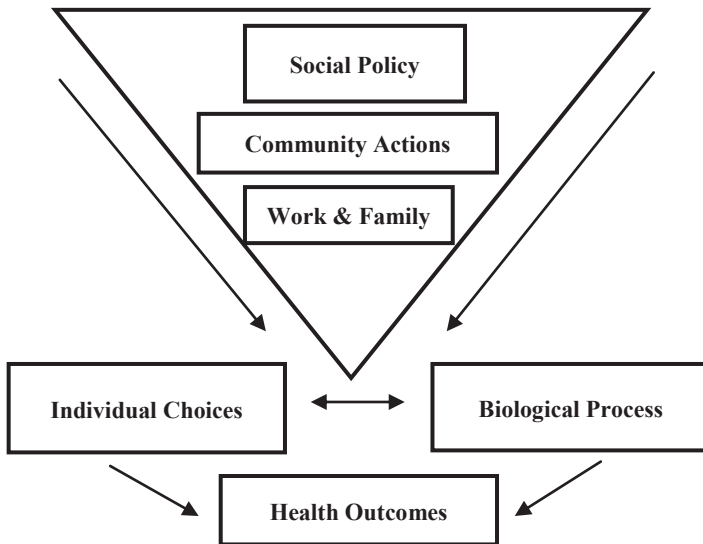 Social Policy
Community Actions
Work & Family
Individual Choices
Biological Process
Health Outcomes